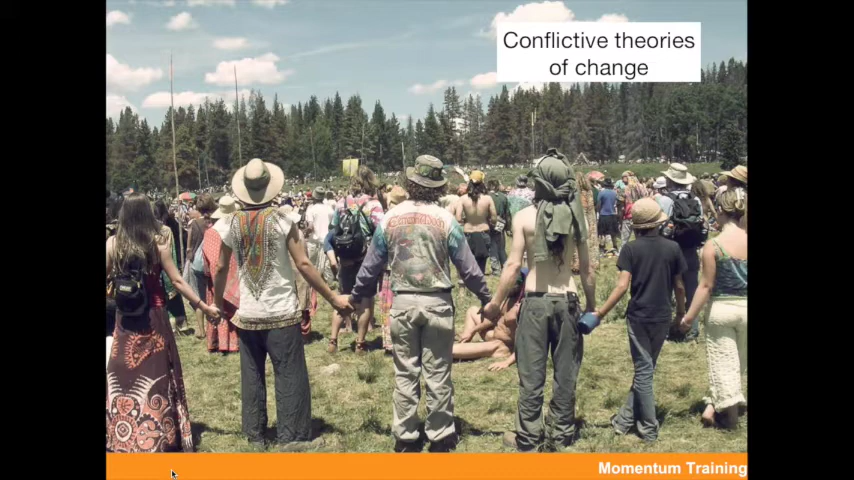 Conflictive theories
of change
Momentum Training